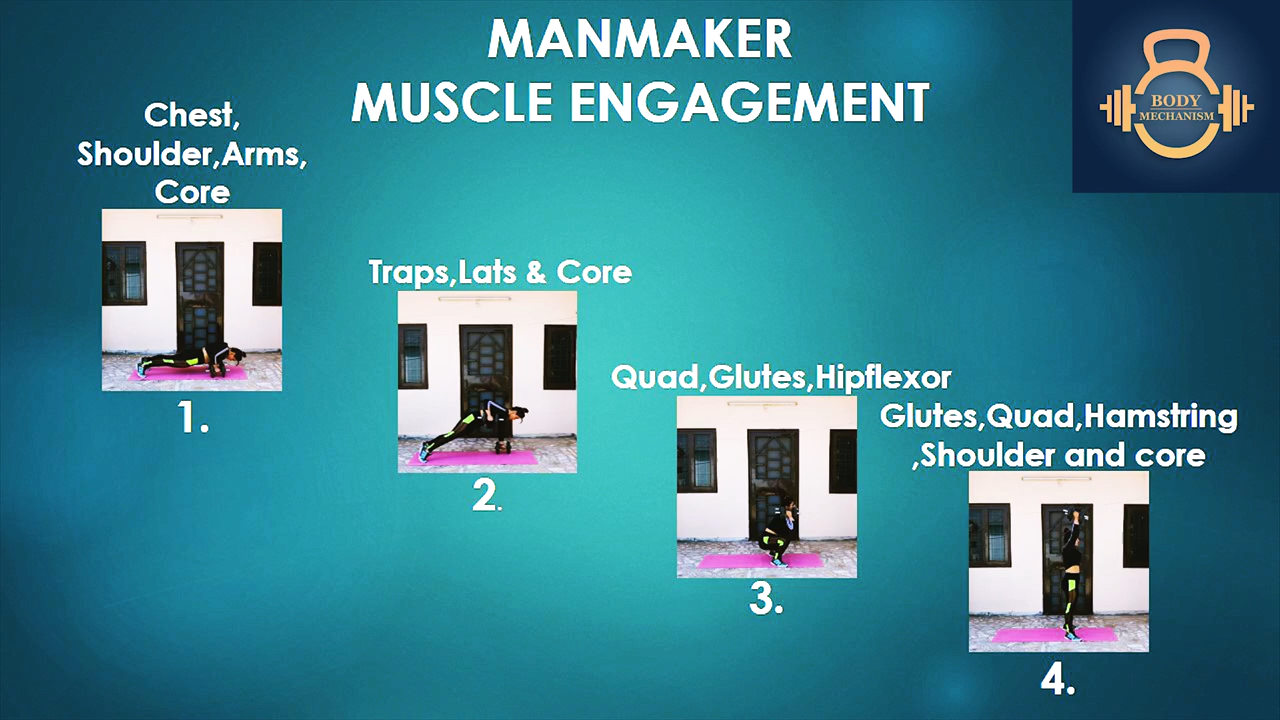 MANMAKER
MUSCLE ENGAGEMENT
BODY
MECHANISM
Chest,
Shoulder,Arms,
Core
1.
Traps,Lats & Core
2.
Quad,Glutes,Hipflexor
3.
Glutes,Quad,Hamstring
,Shoulder and core
4.